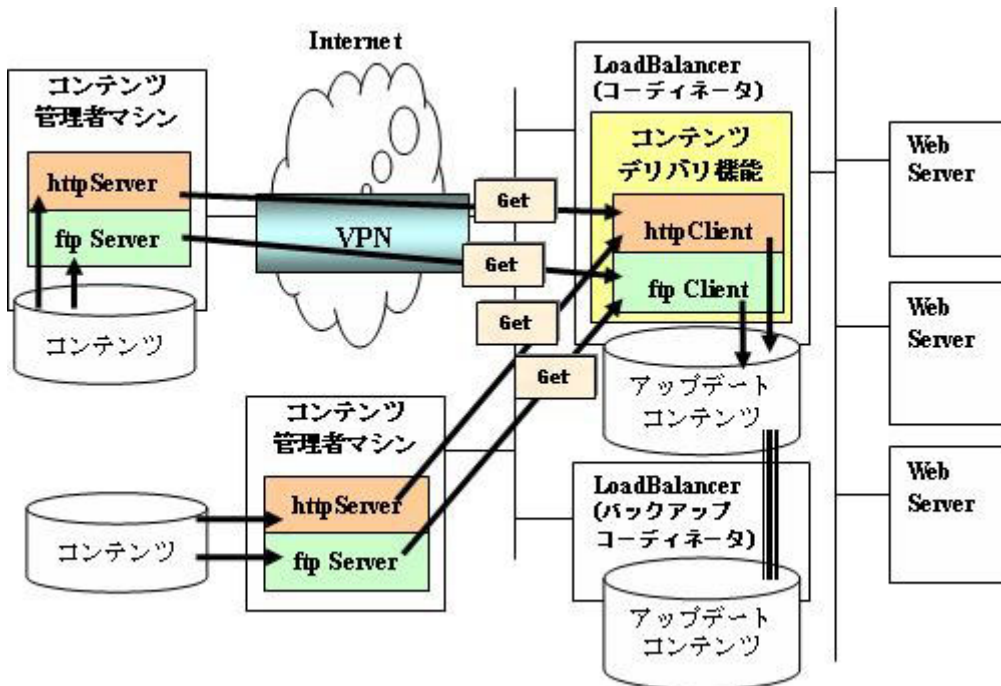 Internet
コンテンツ
管理者マシン
httpServer
ftp Server
コンテンツ
VPN
Get
Get
Get
Get
LoadBalancer
(コーディネータ)
コンテンツ
デリバリ機能
httpClient
ftp Client
アップデート
コンテンツ
Web
Server
Web
Server
Web
Server
コンテンツ
管理者マシン
httpServer
ftp Server
コンテンツ
LoadBalancer
(バックアップ
コーディネータ)
アップデート
コンテンツ